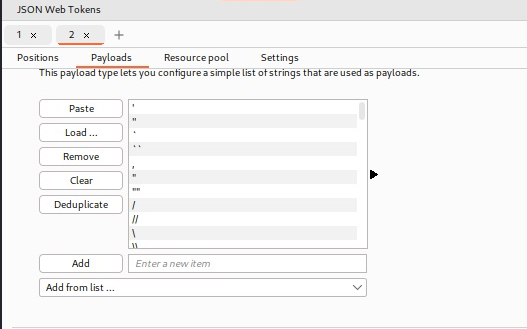 JSON Web Tokens
1 × 2 × +
Positions Payloads Resource pool Settings
This payload type lets you configure a simple list of strings that are used as payloads.
Paste
Load ...
Remove
Clear
Deduplicate
'
"
`
``
,
"
""
/
//
\
\\
Add
Enter a new item
Add from list ...